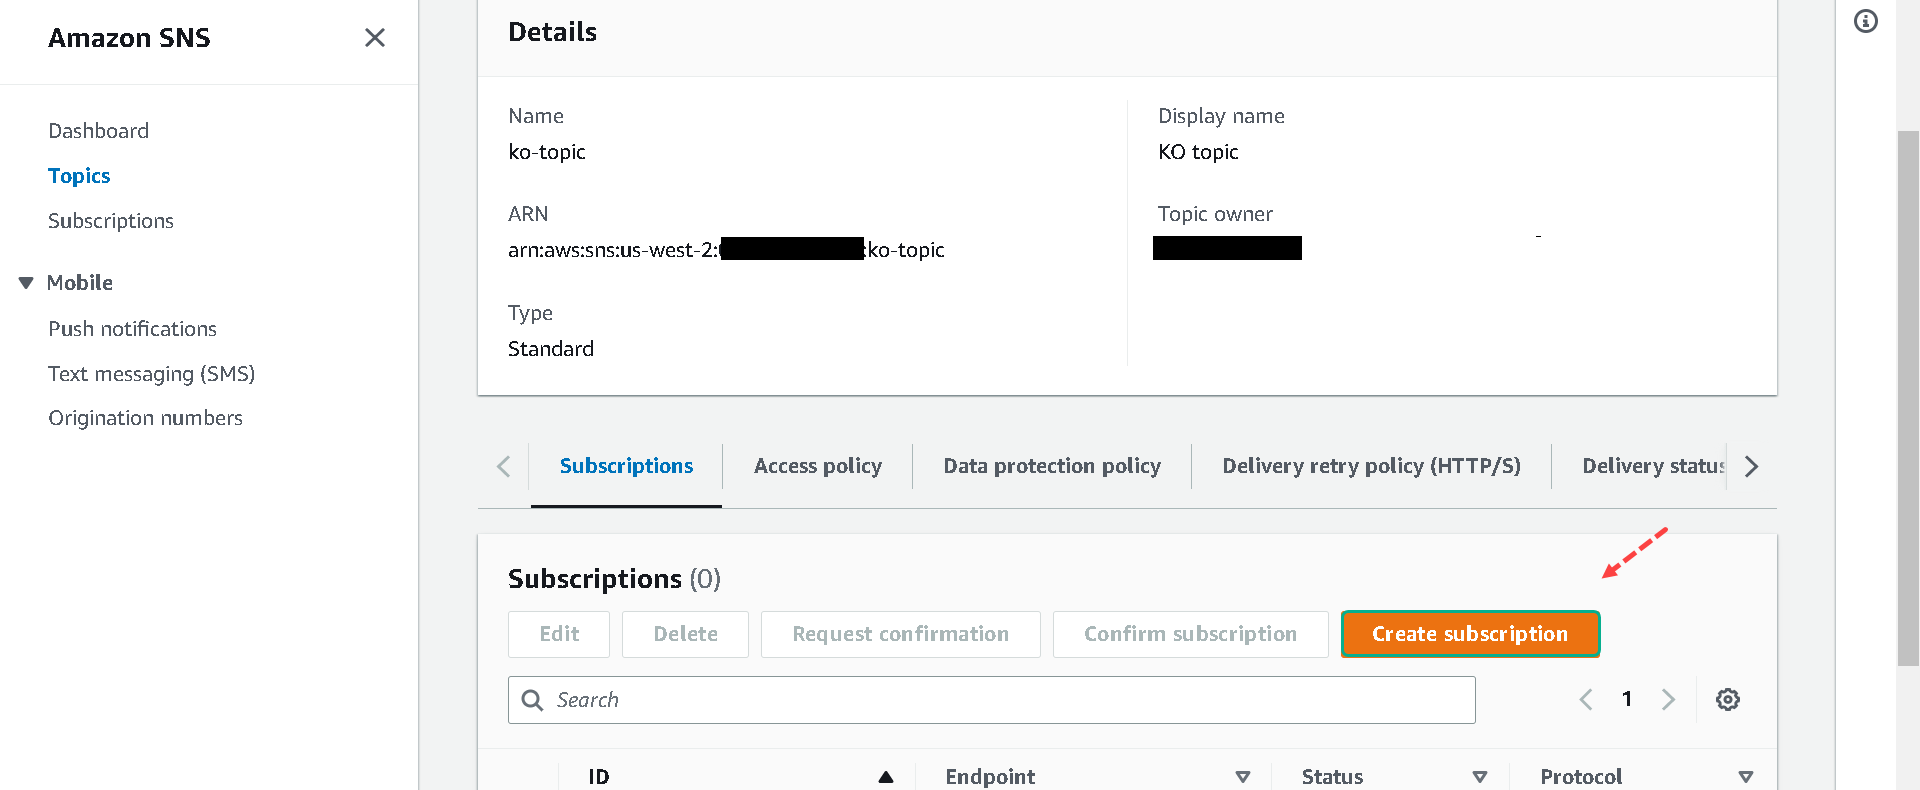 Amazon SNS
Dashboard
Topics
Subscriptions
Mobile
Push notifications
Text messaging (SMS)
Origination numbers
Details
Name
ko-topic
ARN
arn:aws:sns:us-west-2: :ko-topic
Type
Standard
Display name
KO topic
Topic owner
Subscriptions Access policy Data protection policy Delivery retry policy (HTTP/S) Delivery status
Subscriptions (0)
Edit Delete Request confirmation Confirm subscription Create subscription
Search 1
ID Endpoint Status Protocol